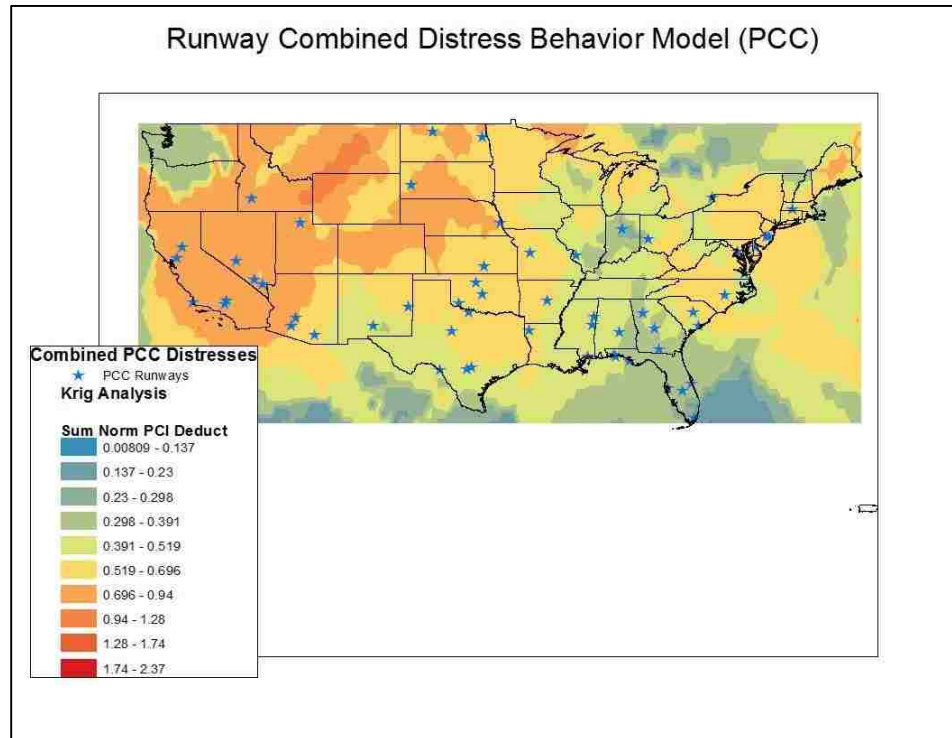 Runway Combined Distress Behavior Model (PCC)
Combined PCC Distresses
PCC Runways
Krig Analysis
Sum Norm PCI Deduct
0.00809 - 0.137
0.137 - 0.23
0.23 - 0.298
0.298 - 0.391
0.391 - 0.519
0.519 - 0.696
0.696 - 0.94
0.94 - 1.28
1.28 - 1.74
1.74 - 2.37